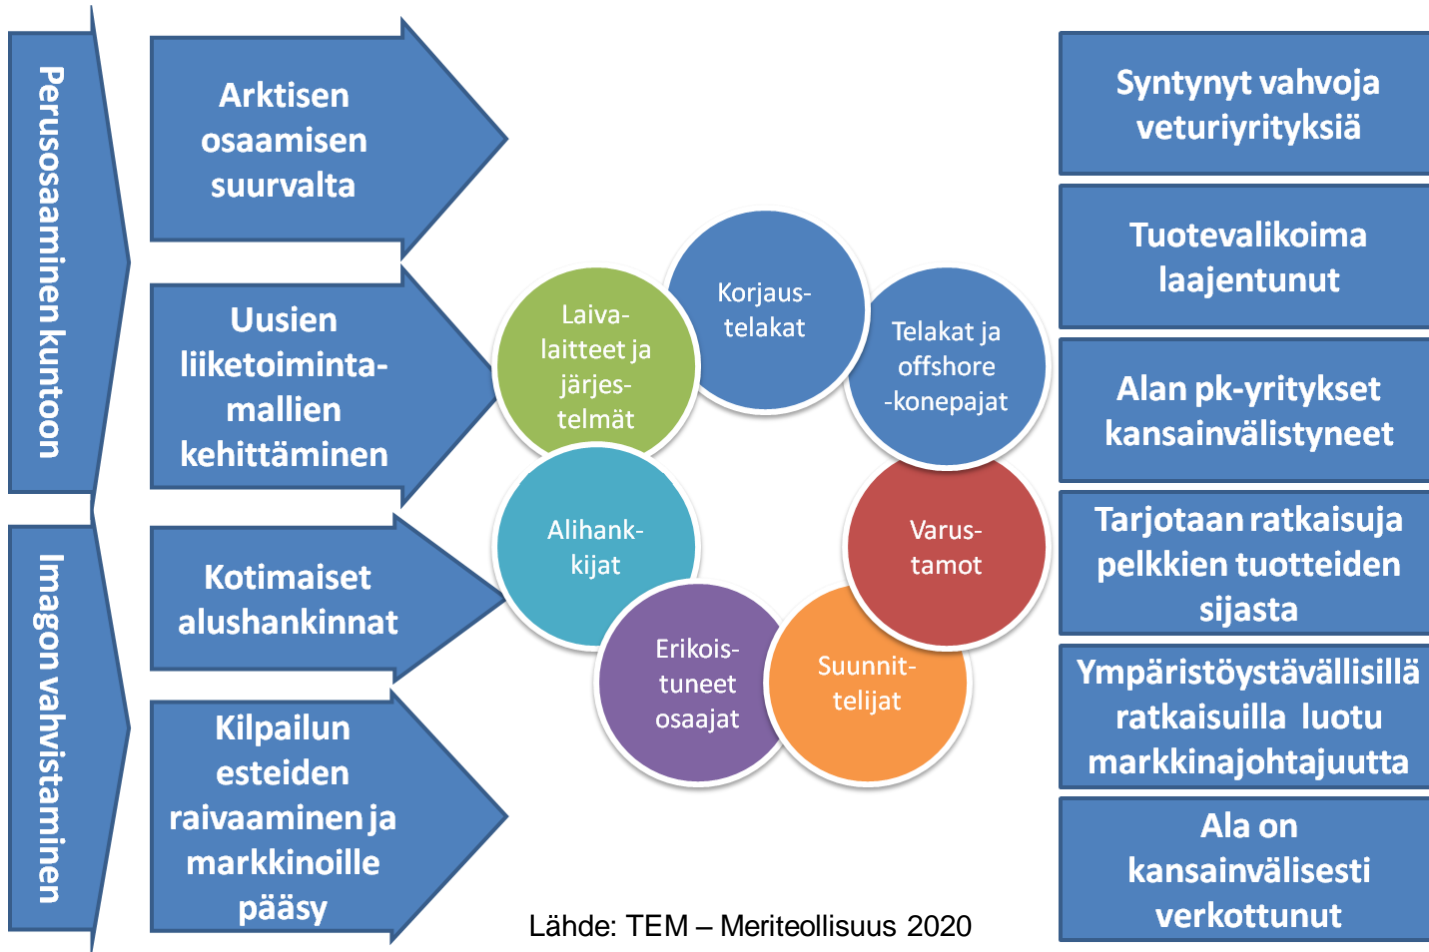 Perusosaaminen kuntoon
Imagon vahvistaminen
Arktisen
osaamisen
suurvalta
Uusien
liiketoiminta-
mallien
kehittäminen
Kotimaiset
alushankinnat
Kilpailun
esteiden
raivaaminen ja
markkinoille
pääsy
Korjaus-
telakat
Telakat ja
offshore
-konepajat
Varus-
tamot
Suunnit-
telijat
Erikois-
tuneet
osaajat
Alihank-
kijat
Laiva-
laitteet ja
järjes-
telmät
Syntynyt vahvoja
veturiyrityksiä
Tuotevalikoima
laajentunut
Alan pk-yritykset
kansainvälistyneet
Tarjotaan ratkaisuja
pelkkien tuotteiden
sijasta
Ympäristöystävällisillä
ratkaisuilla luotu
markkinajohtajuutta
Ala on
kansainvälisesti
verkottunut
Lähde: TEM – Meriteollisuus 2020